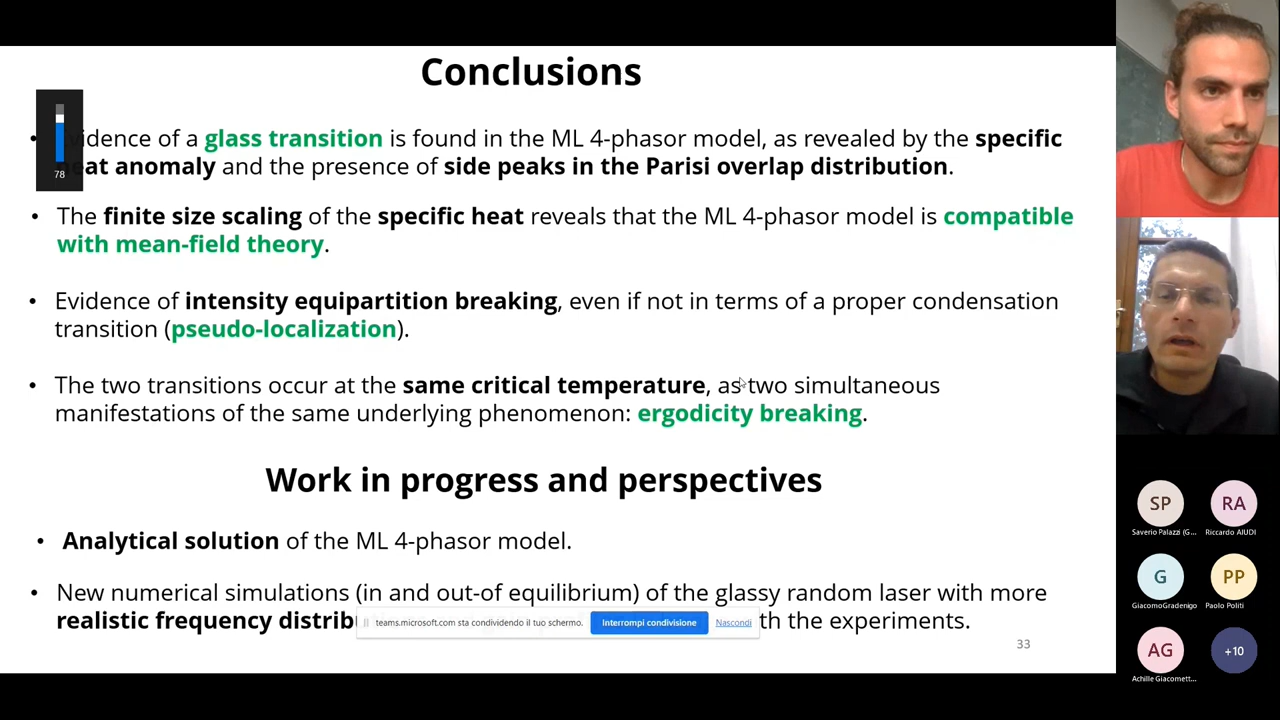 Conclusions
vidence of a glass transition is found in the ML 4-phasor model, as revealed by the specific
eat anomaly and the presence of side peaks in the Parisi overlap distribution.
78
• The finite size scaling of the specific heat reveals that the ML 4-phasor model is compatible
with mean-field theory.
• Evidence of intensity equipartition breaking, even if not in terms of a proper condensation
transition (pseudo-localization).
• The two transitions occur at the same critical temperature, as two simultaneous
manifestations of the same underlying phenomenon: ergodicity breaking.
Work in progress and perspectives
• Analytical solution of the ML 4-phasor model.
• New numerical simulations (in and out-of equilibrium) of the glassy random laser with more
realistic frequency distrib th the experiments.
teams.microsoft.com sta condividendo il tuo schermo. Interrompi condivisione Nascondi
33
SP RA
Saverio Palazzi (G... Riccardo AIUDI
G PP
GiacomoGradenigo Paolo Politi
AG +10
Achille Giacomett...